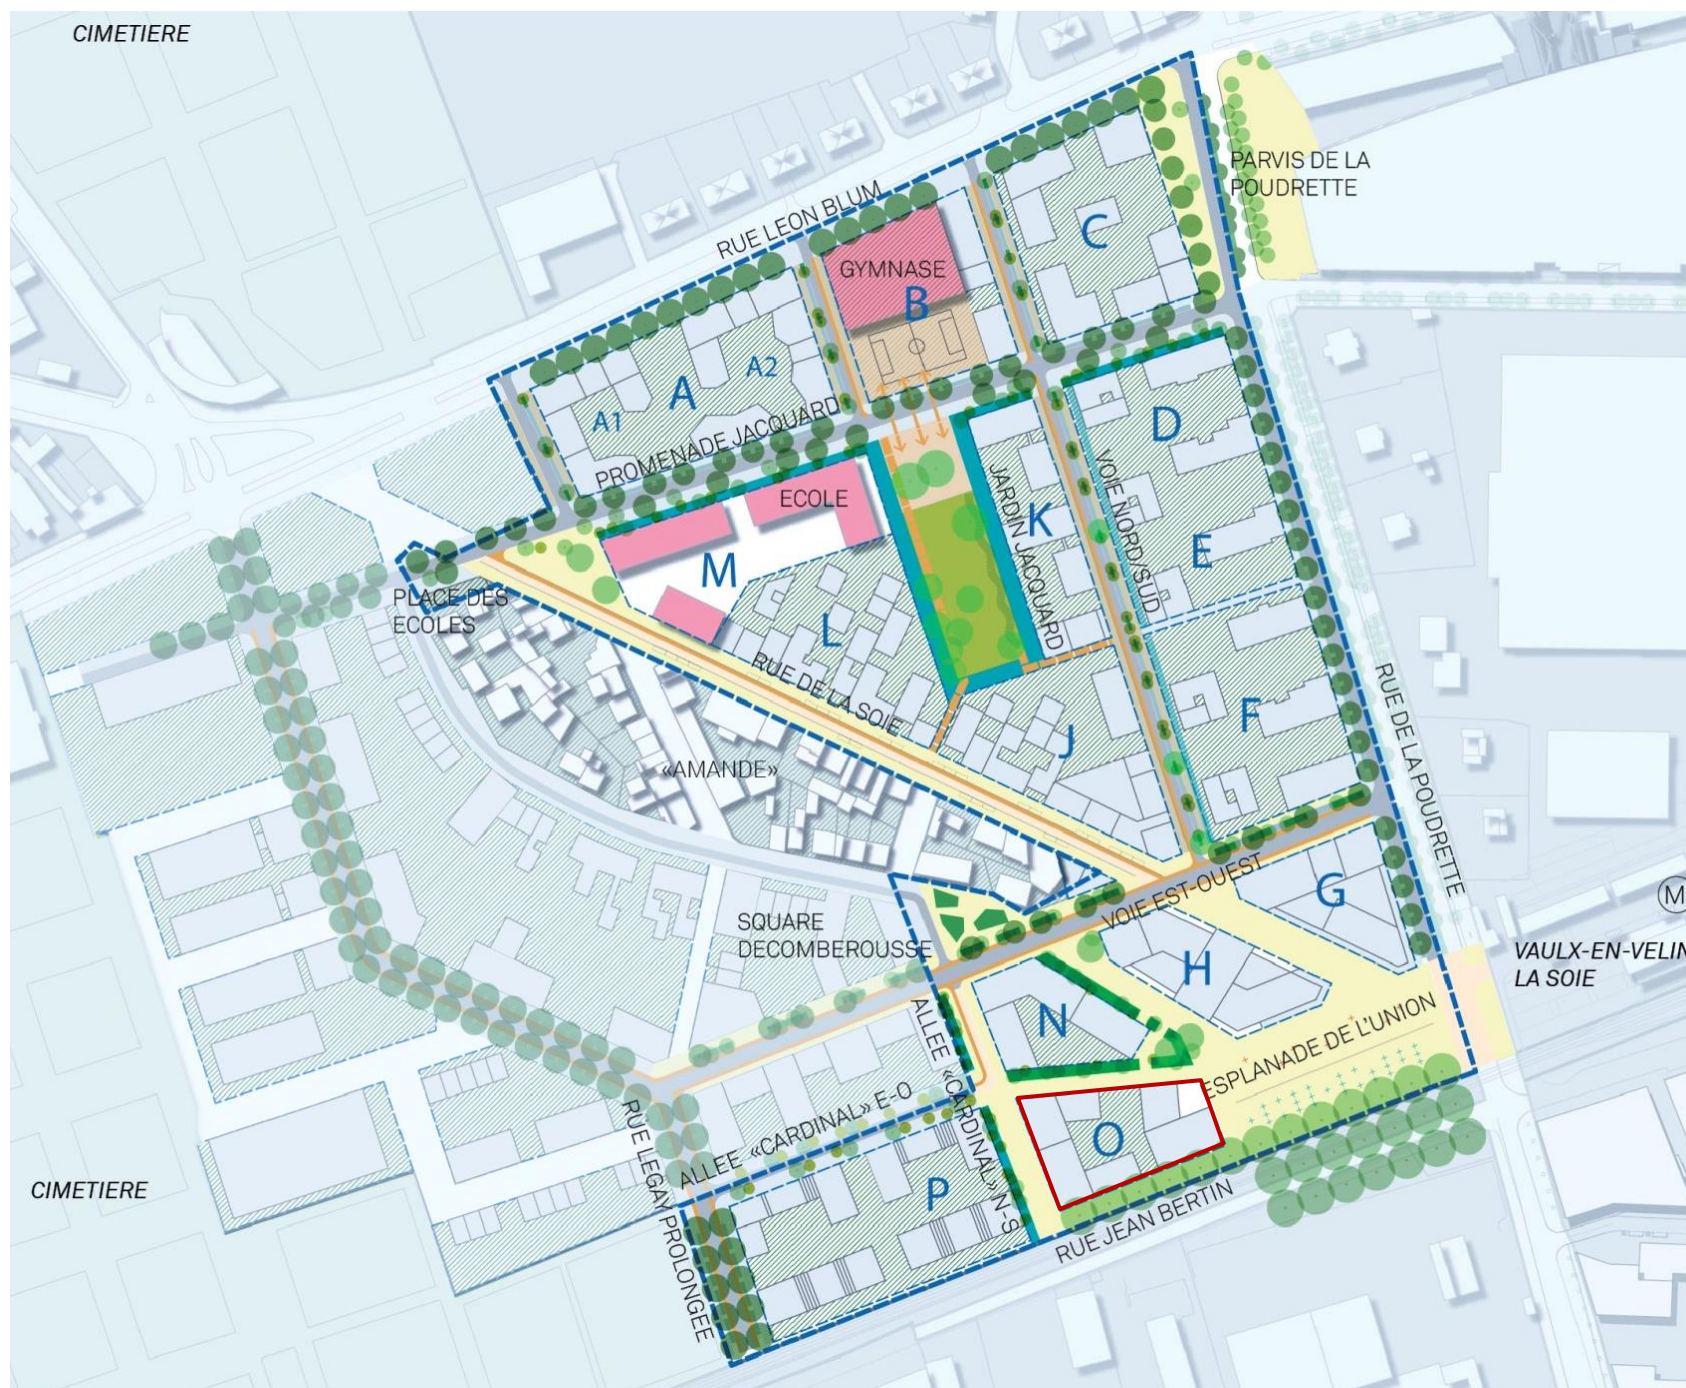 CIMETIERE
PARVIS DE LA
POUDRETTE
RUE LEON BLUM
C
GYMNASE
B
A2
A
A1
D
PROMENADE JACQUARD
ECOLE
JARDIN JACQUARD
K
VOIE NORD/SUD
E
M
PLACE DES
ECOLES
L
RUE DE LA SOIE
J
F
RUE DE LA POUDRETTE
«AMANDE»
G
VOIE EST-OUEST
M
SQUARE
DECOMBEROUSSE
VAULX-EN-VELIN
LA SOIE
H
N
ESPLANADE DE L'UNION
ALLEE «CARDINAL» N-S
ALLEE «CARDINAL» E-O
O
CIMETIERE
P
RUE LEGAY PROLONGEE
RUE JEAN BERTIN